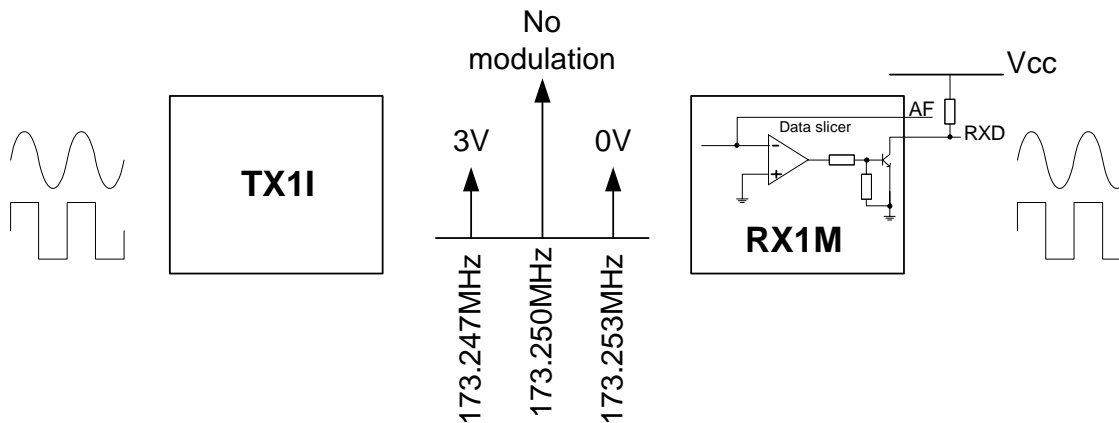 No
modulation
TX1I
3V
0V
173.247MHz
173.250MHz
173.253MHz
Vcc
AF
RXD
Data slicer
-
+
RX1M